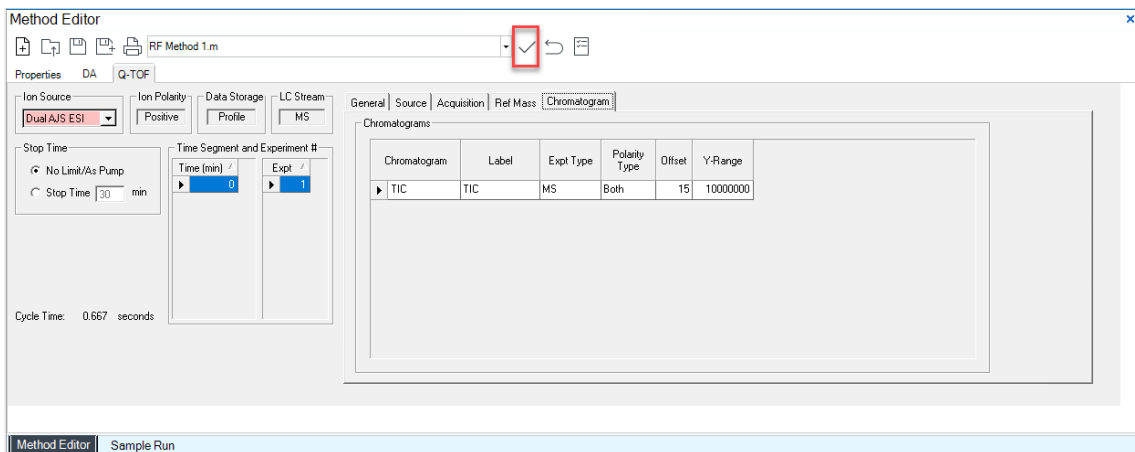 Method Editor
RF Method 1.m
Properties DA Q-TOF
Ion Source Ion Polarity Data Storage LC Stream
Dual AJS ESI Positive Profile MS
General Source Acquisition Ref Mass Chromatogram
Chromatograms
Stop Time Time Segment and Experiment #
No Limit/As Pump
Stop Time 30 min
Time (min) Expt
0 1
Chromatogram Label Expt Type Polarity Type Offset Y-Range
TIC TIC MS Both 15 10000000
Cycle Time: 0.667 seconds
Method Editor Sample Run